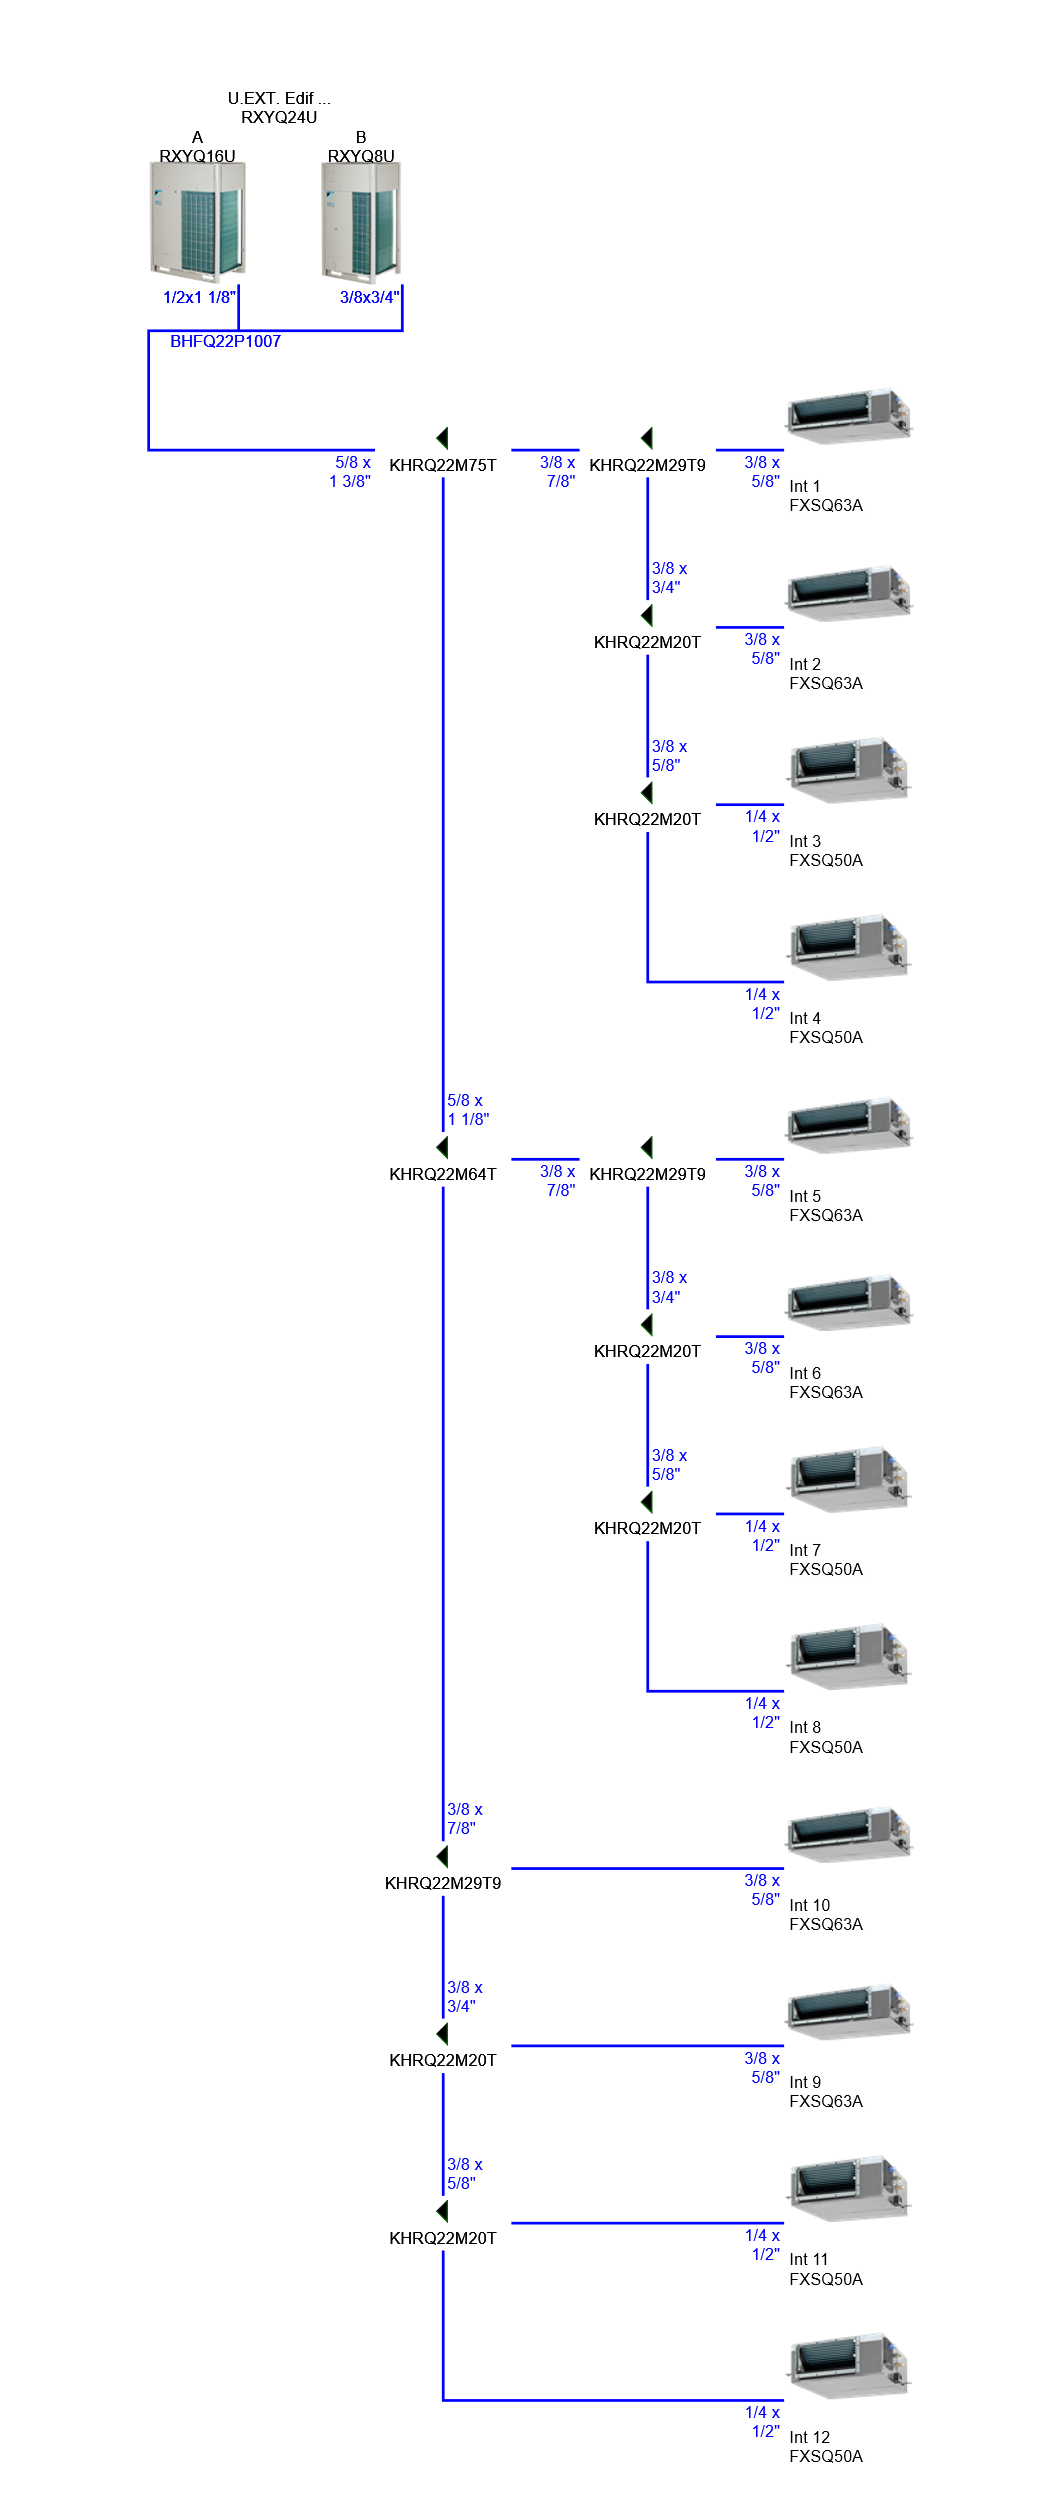 U.EXT. Edif ...
RXYQ24U
A
RXYQ16U
B
RXYQ8U
1/2x1 1/8"
3/8x3/4"
BHFQ22P1007
5/8 x
1 3/8"
KHRQ22M75T
3/8 x
7/8"
KHRQ22M29T9
3/8 x
5/8"
Int 1
FXSQ63A
3/8 x
3/4"
KHRQ22M20T
3/8 x
5/8"
Int 2
FXSQ63A
3/8 x
5/8"
KHRQ22M20T
1/4 x
1/2"
Int 3
FXSQ50A
1/4 x
1/2"
Int 4
FXSQ50A
5/8 x
1 1/8"
KHRQ22M64T
3/8 x
7/8"
KHRQ22M29T9
3/8 x
5/8"
Int 5
FXSQ63A
3/8 x
3/4"
KHRQ22M20T
3/8 x
5/8"
Int 6
FXSQ63A
3/8 x
5/8"
KHRQ22M20T
1/4 x
1/2"
Int 7
FXSQ50A
1/4 x
1/2"
Int 8
FXSQ50A
3/8 x
7/8"
KHRQ22M29T9
3/8 x
5/8"
Int 10
FXSQ63A
3/8 x
3/4"
KHRQ22M20T
3/8 x
5/8"
Int 9
FXSQ63A
3/8 x
5/8"
KHRQ22M20T
1/4 x
1/2"
Int 11
FXSQ50A
1/4 x
1/2"
Int 12
FXSQ50A